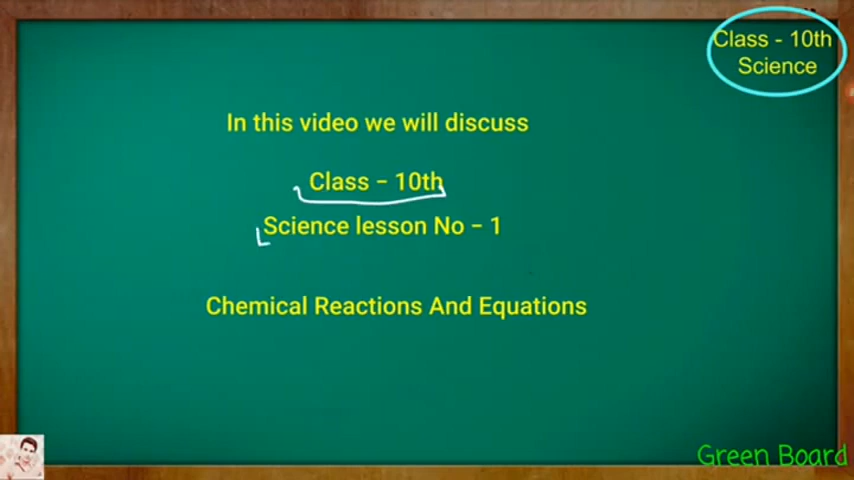 Class - 10th
Science
In this video we will discuss
Class - 10th
Science lesson No - 1
Chemical Reactions And Equations
Green Board